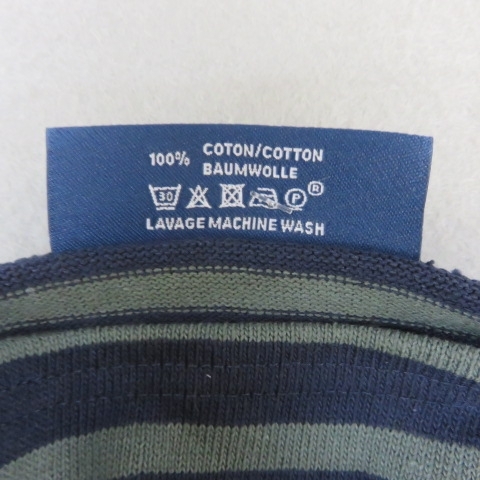 100% COTON/COTTON
BAUMWOLLE
30 P ®
LAVAGE MACHINE WASH